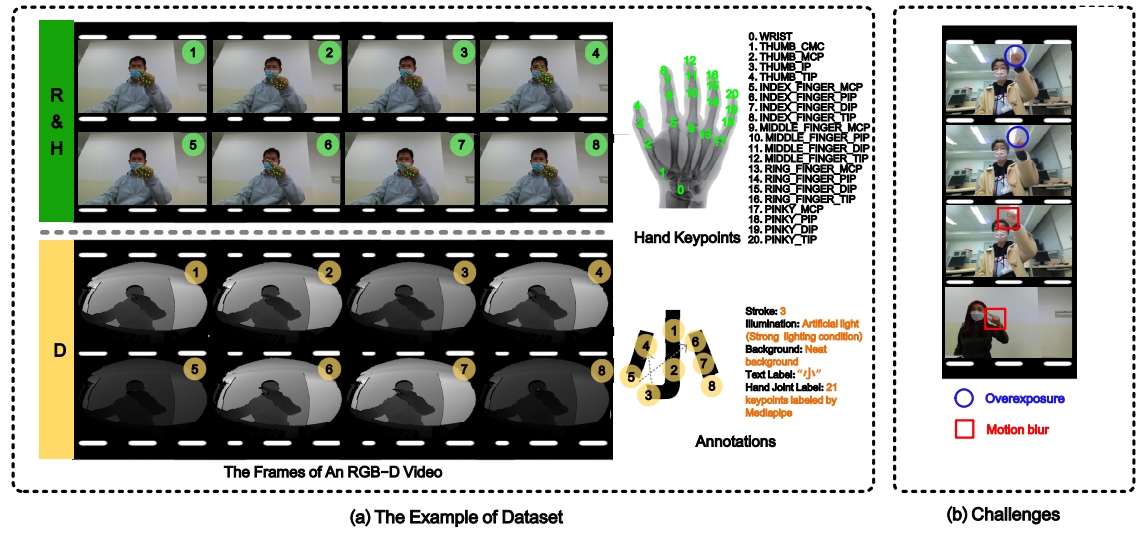 R
&
H
1
2
3
4
5
6
7
8
D
1
2
3
4
5
6
7
8
The Frames of An RGB-D Video
12
8
11
16
15
20
4
19
3
5
9
13
18
17
2
1
0
Hand Keypoints
0. WRIST
1. THUMB_CMC
2. THUMB_MCP
3. THUMB_IP
4. THUMB_TIP
5. INDEX_FINGER_MCP
6. INDEX_FINGER_PIP
7. INDEX_FINGER_DIP
8. INDEX_FINGER_TIP
9. MIDDLE_FINGER_MCP
10. MIDDLE_FINGER_PIP
11. MIDDLE_FINGER_DIP
12. MIDDLE_FINGER_TIP
13. RING_FINGER_MCP
14. RING_FINGER_PIP
15. RING_FINGER_DIP
16. RING_FINGER_TIP
17. PINKY_MCP
18. PINKY_PIP
19. PINKY_DIP
20. PINKY_TIP
1
4
6
5
2
7
3
8
Stroke: 3
Illumination: Artificial light
(Strong lighting condition)
Background: Neat
background
Text Label: “小”
Hand Joint Label: 21
keypoints labeled by
Mediapipe
Annotations
(a) The Example of Dataset
Overexposure
Motion blur
(b) Challenges